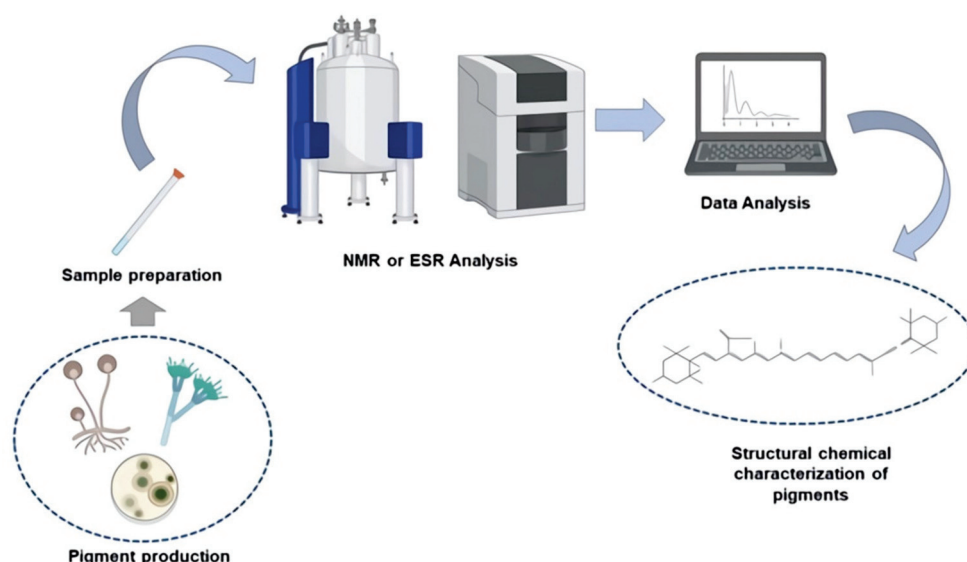 Pigment production
Sample preparation
NMR or ESR Analysis
Data Analysis
Structural chemical
characterization of
pigments